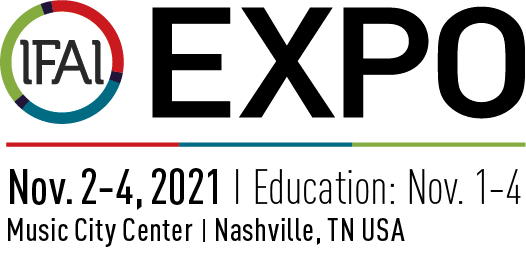 IFAI EXPO
Nov. 2-4, 2021 | Education: Nov. 1-4
Music City Center | Nashville, TN USA